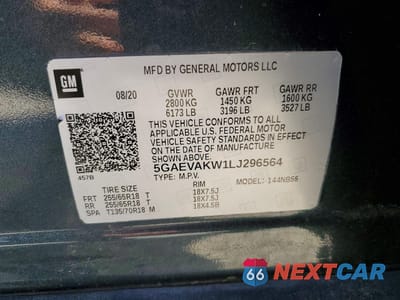 GM
MFD BY GENERAL MOTORS LLC
08/20 GVWR GAWR FRT GAWR RR
2800 KG 1450 KG 1600 KG
6173 LB 3196 LB 3527 LB
THIS VEHICLE CONFORMS TO ALL
APPLICABLE U.S. FEDERAL MOTOR
VEHICLE SAFETY
STANDARDS IN EFFECT ON THE DATE OF
MANUFACTURE SHOWN ABOVE.
5GAEVAKW1LJ296564
457B TYPE: M.P.V. MODEL: 144NB56
TIRE SIZE RIM
FRT 255/65R18 T 18X7.5J
RR 255/65R18 T 18X7.5J
SPA T135/70R18 M 18X4.5B
66 NEXTCAR